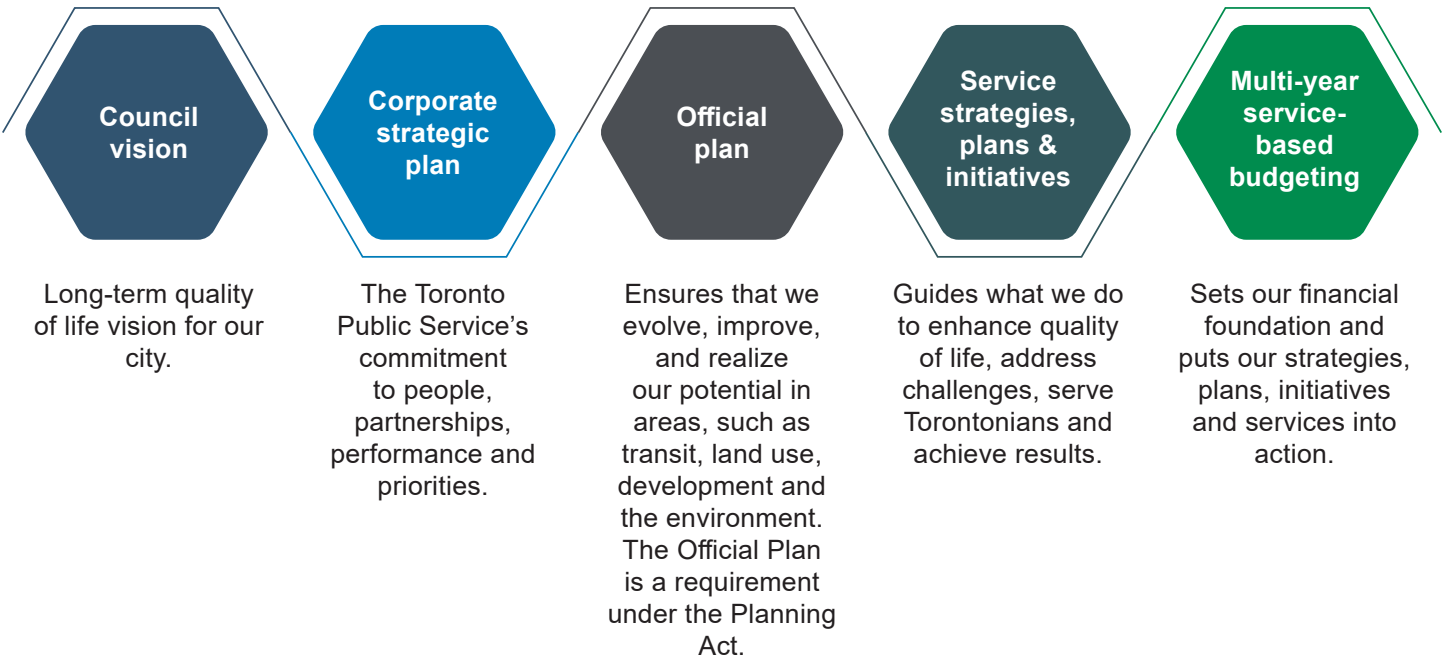 Council
vision
Corporate
strategic
plan
Official
plan
Service
strategies,
plans &
initiatives
Multi-year
service-
based
budgeting
Long-term quality
of life vision for our
city.
The Toronto
Public Service’s
commitment
to people,
partnerships,
performance and
priorities.
Ensures that we
evolve, improve,
and realize
our potential in
areas, such as
transit, land use,
development and
the environment.
The Official Plan
is a requirement
under the Planning
Act.
Guides what we do
to enhance quality
of life, address
challenges, serve
Torontonians and
achieve results.
Sets our financial
foundation and
puts our strategies,
plans, initiatives
and services into
action.